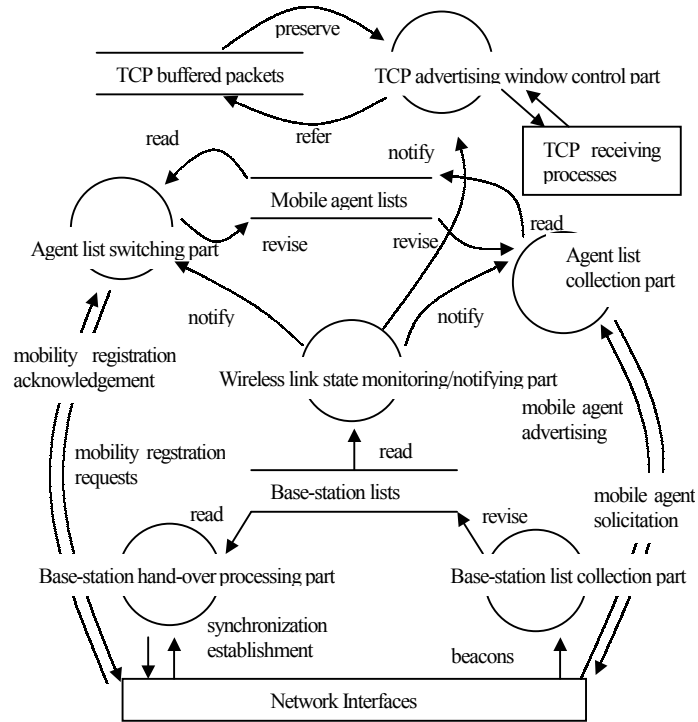 preserve
TCP buffered packets
TCP advertising window control part
refer
read
notify
TCP receiving
processes
Mobile agent lists
read
revise
revise
Agent list switching part
Agent list
collection part
notify
notify
mobility registration
acknowledgement
Wireless link state monitoring/notifying part
mobile agent
advertising
mobility regstration
requests
read
Base-station lists
mobile agent
solicitation
read
revise
Base-station hand-over processing part
Base-station list collection part
synchronization
establishment
beacons
Network Interfaces